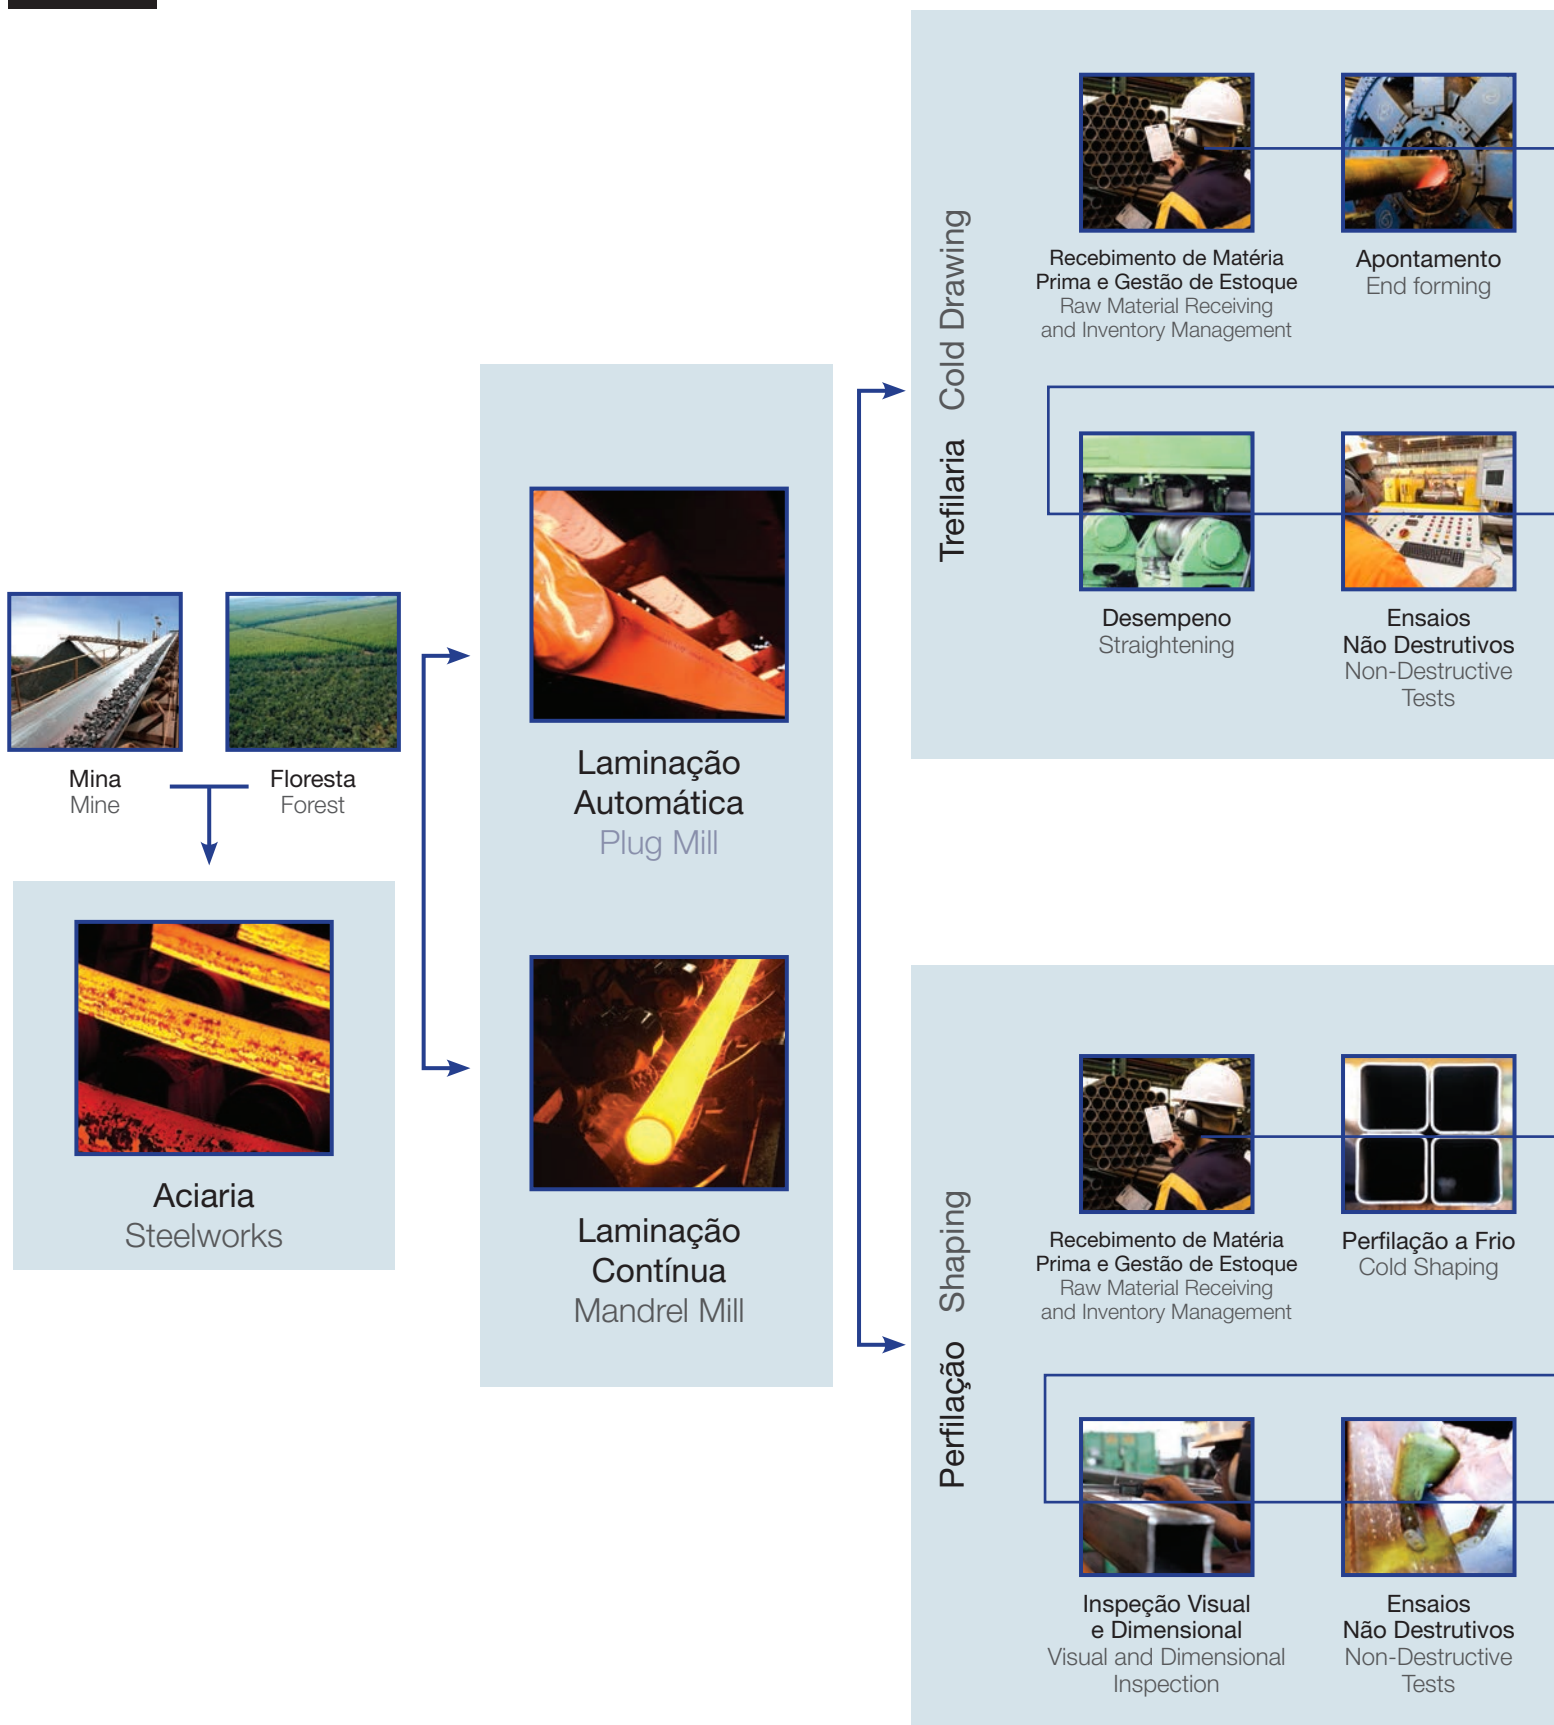 Mina
Mine
Floresta
Forest
Aciaria
Steelworks
Laminação
Automática
Plug Mill
Laminação
Contínua
Mandrel Mill
Trefilaria Cold Drawing
Recebimento de Matéria
Prima e Gestão de Estoque
Raw Material Receiving
and Inventory Management
Apontamento
End forming
Desempeno
Straightening
Ensaios
Não Destrutivos
Non-Destructive
Tests
Perfilação Shaping
Recebimento de Matéria
Prima e Gestão de Estoque
Raw Material Receiving
and Inventory Management
Perfilação a Frio
Cold Shaping
Inspeção Visual
e Dimensional
Visual and Dimensional
Inspection
Ensaios
Não Destrutivos
Non-Destructive
Tests